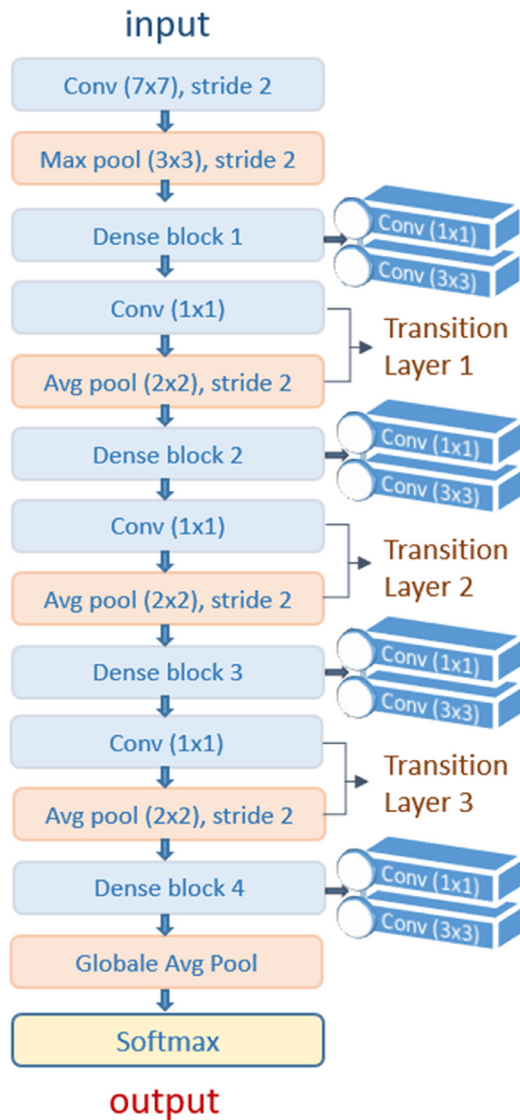 input
Conv (7x7), stride 2
Max pool (3x3), stride 2
Dense block 1
Conv (1x1)
Conv (3x3)
Conv (1x1)
Avg pool (2x2), stride 2
Transition
Layer 1
Dense block 2
Conv (1x1)
Conv (3x3)
Conv (1x1)
Avg pool (2x2), stride 2
Transition
Layer 2
Dense block 3
Conv (1x1)
Conv (3x3)
Conv (1x1)
Avg pool (2x2), stride 2
Transition
Layer 3
Dense block 4
Conv (1x1)
Conv (3x3)
Globale Avg Pool
Softmax
output